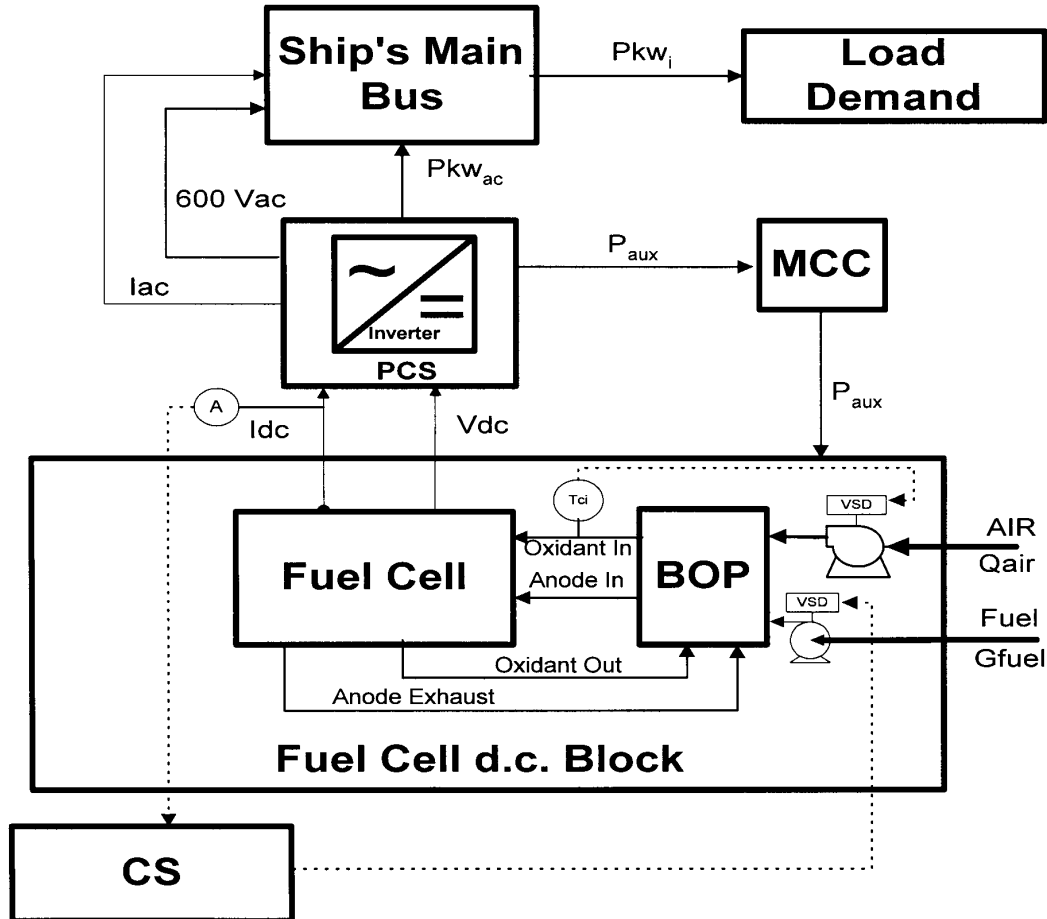 Ship's Main
Bus
Pkwi
Load
Demand
600 Vac
Pkwac
Iac
~
=
Inverter
PCS
Paux
MCC
Paux
A
Idc
Vdc
Tci
VSD
AIR
Qair
Fuel Cell
Oxidant In
Anode In
BOP
VSD
Fuel
Gfuel
Oxidant Out
Anode Exhaust
Fuel Cell d.c. Block
CS